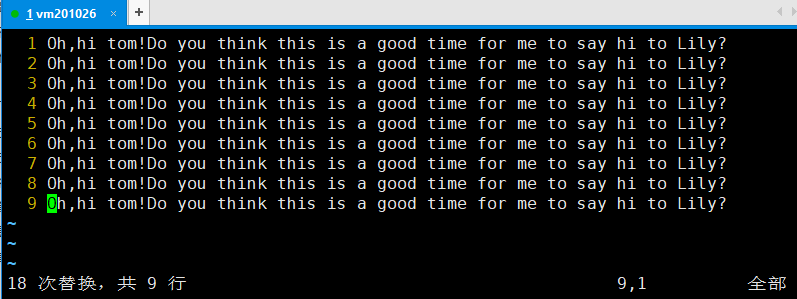 1 vm201026 × +
1 Oh,hi tom!Do you think this is a good time for me to say hi to Lily?
2 Oh,hi tom!Do you think this is a good time for me to say hi to Lily?
3 Oh,hi tom!Do you think this is a good time for me to say hi to Lily?
4 Oh,hi tom!Do you think this is a good time for me to say hi to Lily?
5 Oh,hi tom!Do you think this is a good time for me to say hi to Lily?
6 Oh,hi tom!Do you think this is a good time for me to say hi to Lily?
7 Oh,hi tom!Do you think this is a good time for me to say hi to Lily?
8 Oh,hi tom!Do you think this is a good time for me to say hi to Lily?
9 Oh,hi tom!Do you think this is a good time for me to say hi to Lily?
~
~
~
18 次替换，共 9 行 9,1 全部